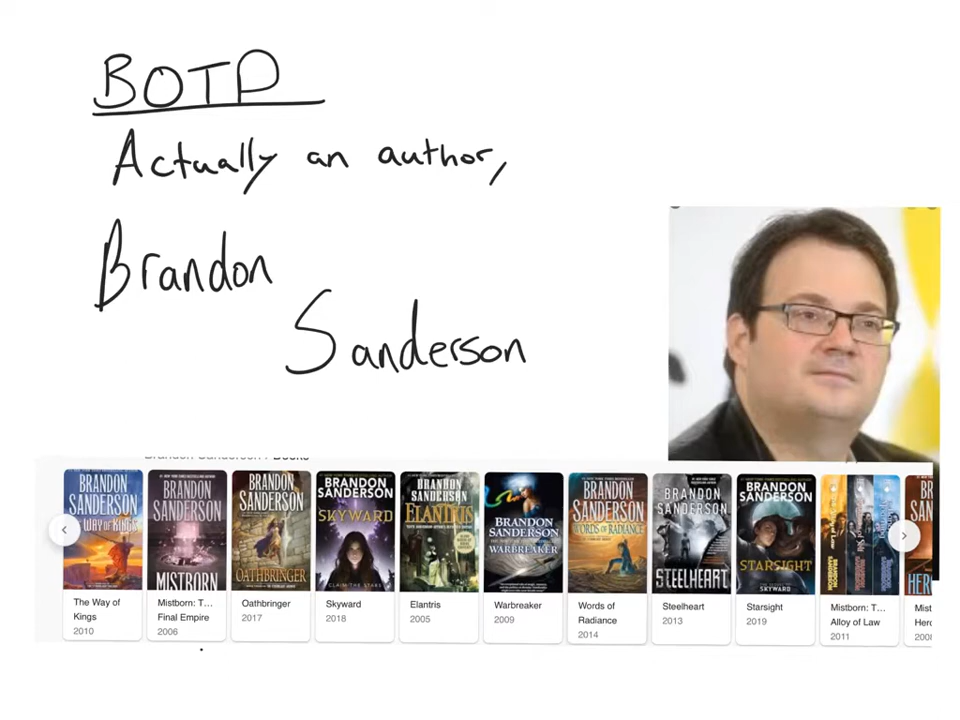 BOTP
Actually an author,
Brandon
Sanderson
BRANDON
SANDERSON
WAY OF KINGS
BRANDON
SANDERSON
MISTBORN
BRANDON
SANDERSON
OATHBRINGER
BRANDON
SANDERSON
SKYWARD
CLAIM THE STARS
BRANDON
SANDERSON
ELANTRIS
BRANDON
SANDERSON
WARBREAKER
BRANDON
SANDERSON
WORDS OF RADIANCE
BRANDON
SANDERSON
STEELHEART
BRANDON
SANDERSON
STARSIGHT
SKYWARD
The Way of
Kings
2010
Mistborn: T...
Final Empire
2006
Oathbringer
2017
Skyward
2018
Elantris
2005
Warbreaker
2009
Words of
Radiance
2014
Steelheart
2013
Starsight
2019
Mistborn: T...
Alloy of Law
2011
Mist
Herc